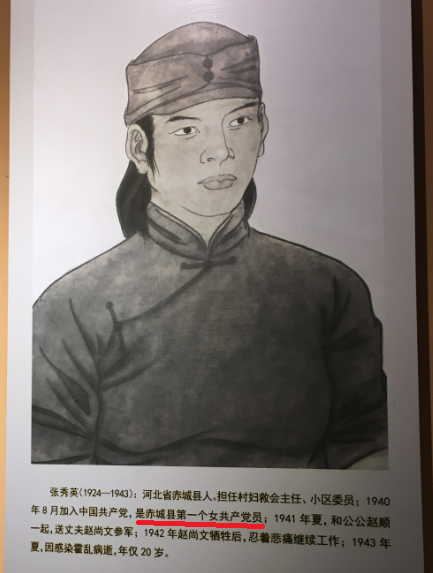 张秀英(1924—1943)：河北省赤城县人。担任村妇救会主任、小区委员；1940
年8月加入中国共产党，是赤城县第一个女共产党员；1941年夏，和公公赵顺
一起，送丈夫赵尚文参军；1942年赵尚文牺牲后，忍着悲痛继续工作；1943年
夏，因感染霍乱病逝，年仅20岁。